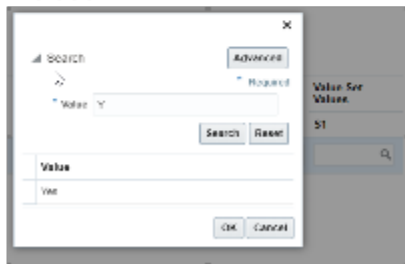 ×
Search
Advanced
* Required
* Value Y
Value Set
Values
Search Reset
51
Value
Yes
OK Cancel